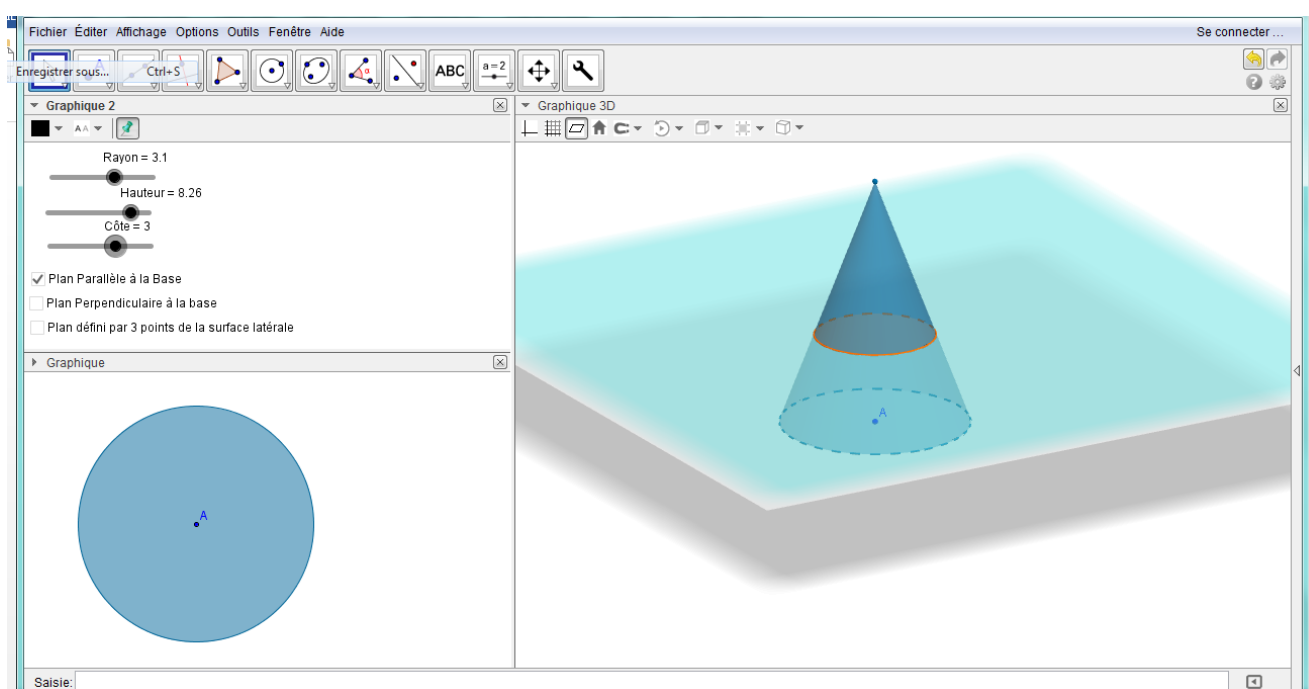 Fichier Éditer Affichage Options Outils Fenêtre Aide Se connecter ...
Enregistrer sous... Ctrl+S
ABC a=2
Graphique 2
Graphique 3D
AA
Rayon = 3.1
Hauteur = 8.26
Côte = 3
Plan Parallèle à la Base
Plan Perpendiculaire à la base
Plan défini par 3 points de la surface latérale
Graphique
A
A
Saisie: